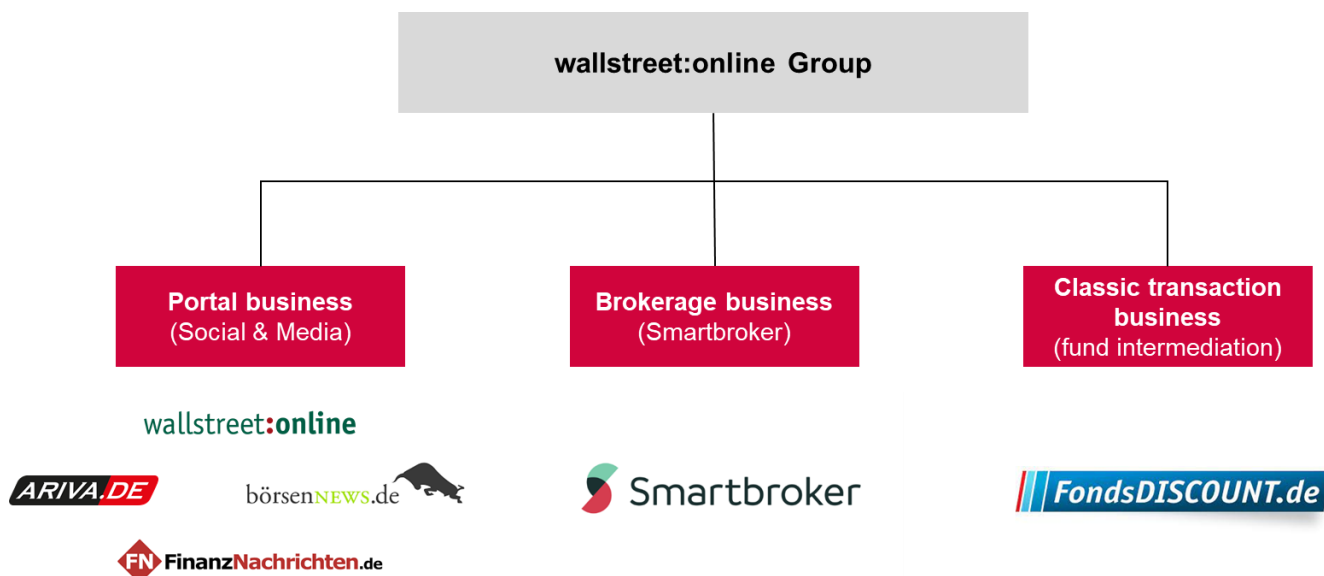 wallstreet:online Group
Portal business
(Social & Media)
Brokerage business
(Smartbroker)
Classic transaction
business
(fund intermediation)
wallstreet:online
ARIVA.DE
börsenNEWS.de
Smartbroker
FondsDISCOUNT.de
FN FinanzNachrichten.de